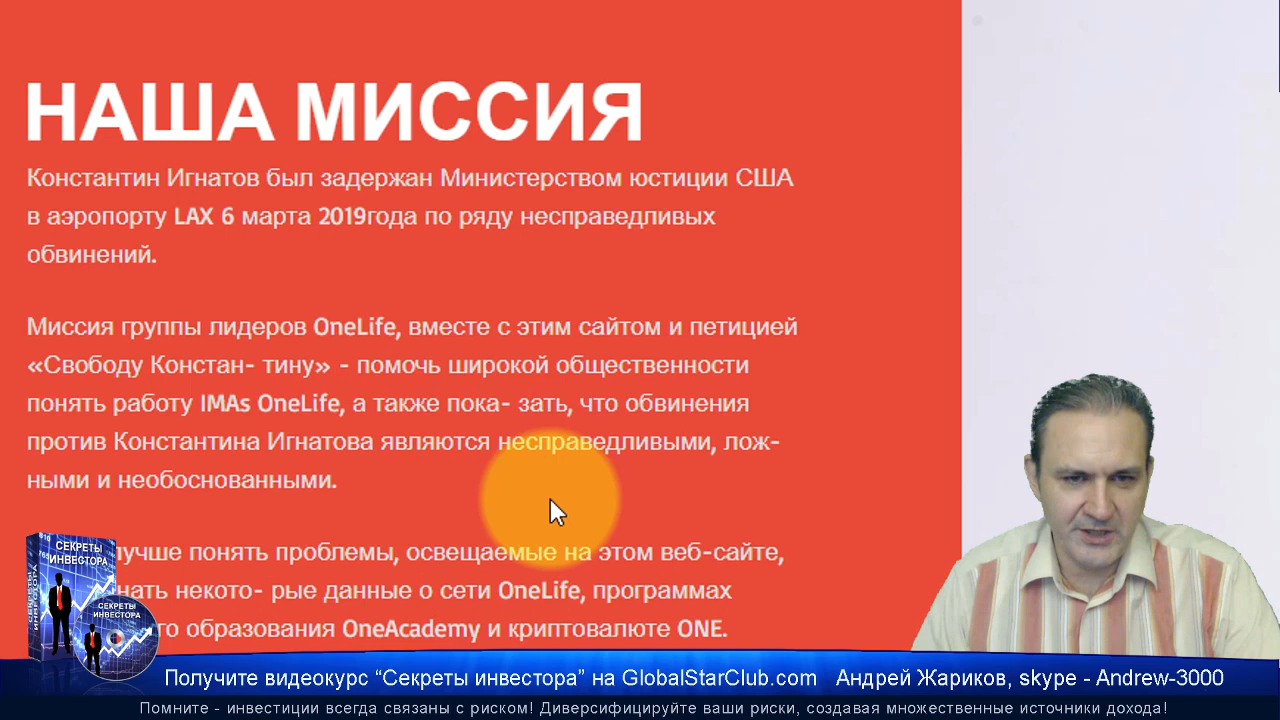 НАША МИССИЯ
Константин Игнатов был задержан Министерством юстиции США
в аэропорту LAX 6 марта 2019года по ряду несправедливых
обвинений.
Миссия группы лидеров OneLife, вместе с этим сайтом и петицией
«Свободу Констан- тину» - помочь широкой общественности
понять работу IMAs OneLife, а также пока- зать, что обвинения
против Константина Игнатова являются несправедливыми, лож-
ными и необоснованными.
учше понять проблемы, освещаемые на этом веб-сайте,
нать некото- рые данные о сети OneLife, программах
го образования OneAcademy и криптовалюте ONE.
СЕКРЕТЫ
ИНВЕСТОРА
СЕКРЕТЫ
ИНВЕСТОРА
Получите видеокурс “Секреты инвестора” на GlobalStarClub.com Андрей Жариков, skype - Andrew-3000
Помните - инвестиции всегда связаны с риском! Диверсифицируйте ваши риски, создавая множественные источники дохода!